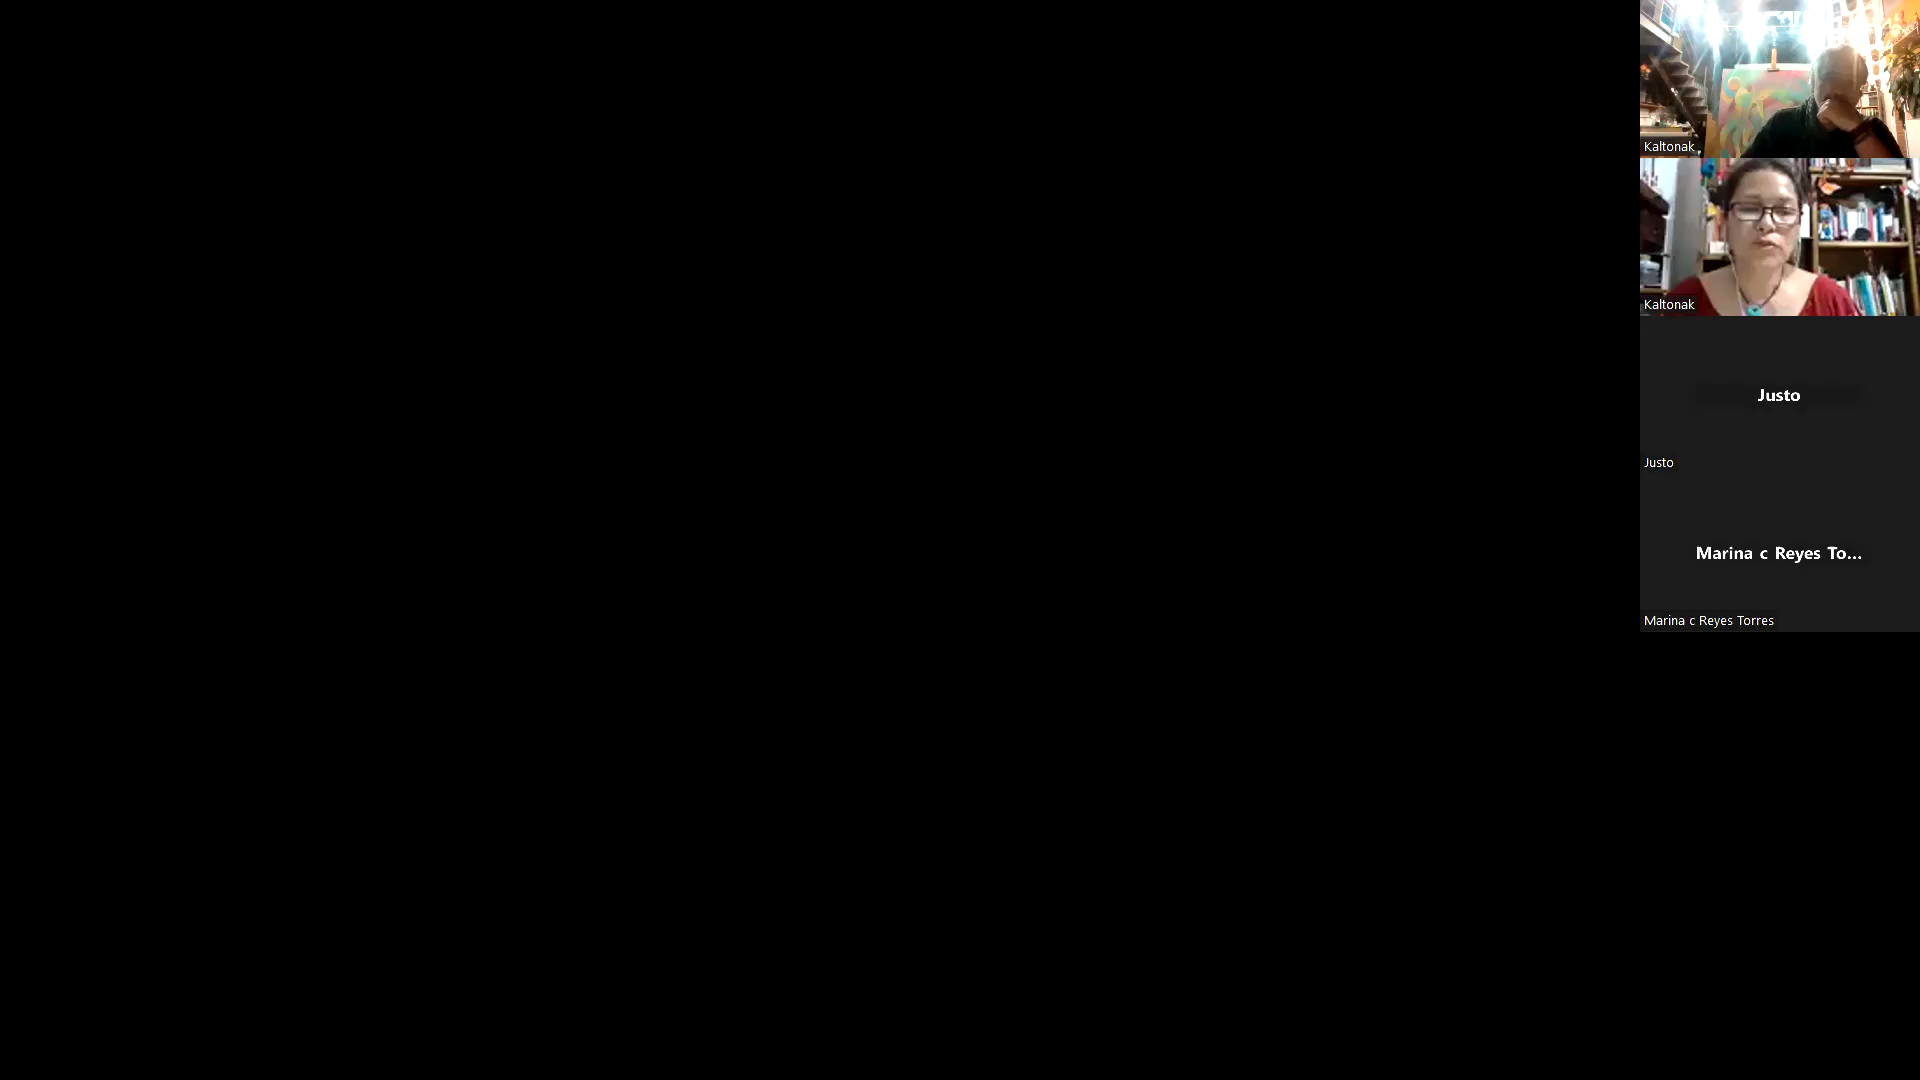 Kaltonak
Kaltonak
Justo
Justo
Marina c Reyes To...
Marina c Reyes Torres